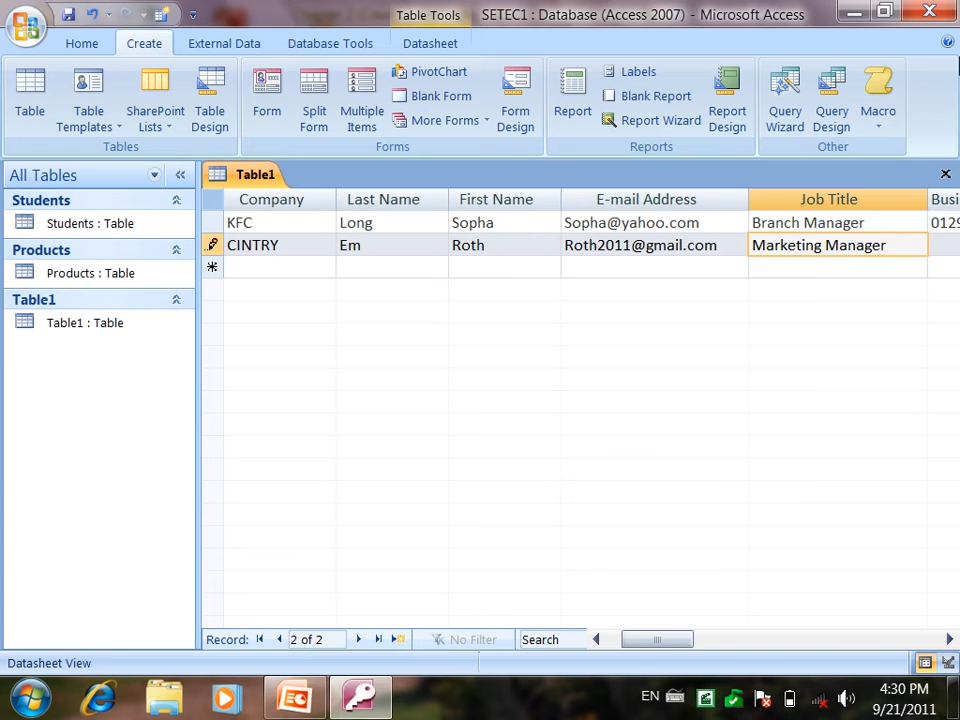 Table Tools
SETEC1 : Database (Access 2007) - Microsoft Access
Home Create External Data Database Tools Datasheet
Table
Table Templates
SharePoint Lists
Table Design
Tables
Form
Split Form
Multiple Items
PivotChart
Blank Form
More Forms
Form Design
Forms
Report
Labels
Blank Report
Report Wizard
Report Design
Reports
Query Wizard
Query Design
Macro
Other
All Tables
Students
Students : Table
Products
Products : Table
Table1
Table1 : Table
Table1
Company Last Name First Name E-mail Address Job Title Busi
KFC Long Sopha Sopha@yahoo.com Branch Manager 0129
CINTRY Em Roth Roth2011@gmail.com Marketing Manager
Record: 2 of 2 No Filter Search
Datasheet View
EN
4:30 PM
9/21/2011